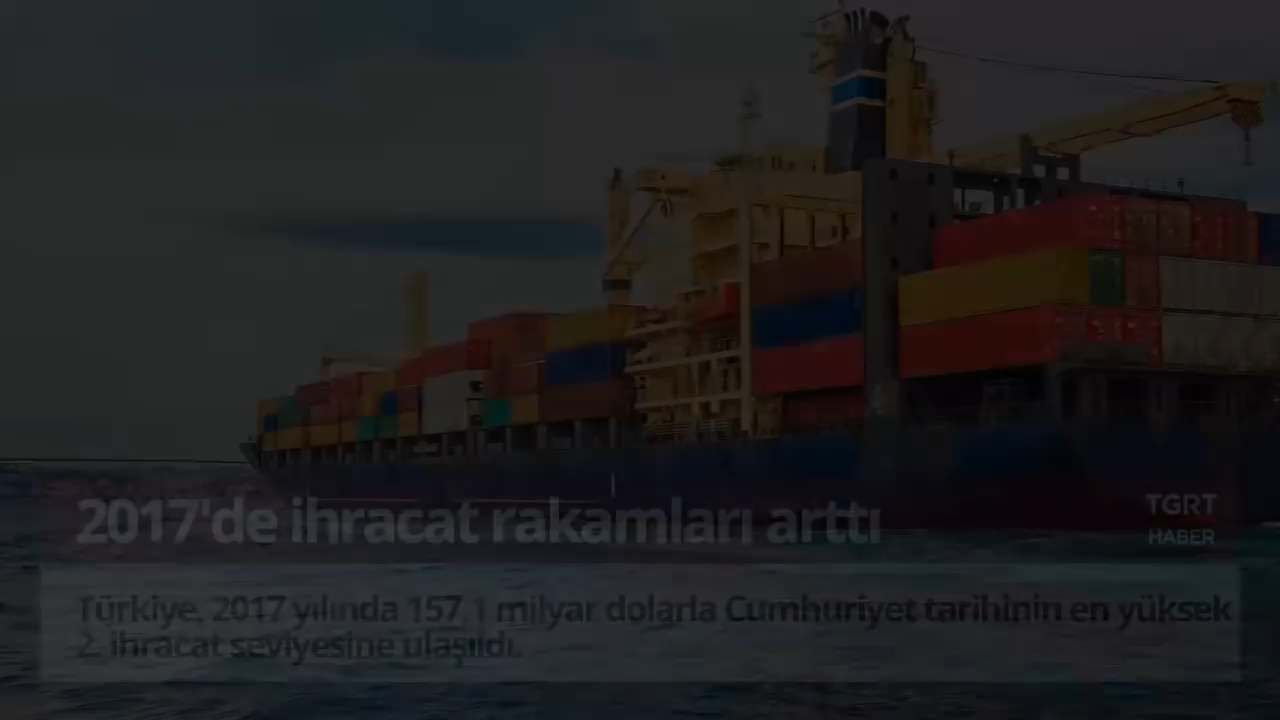 2017'de ihracat rakamları arttı
TGRT
HABER
Türkiye, 2017 yılında 157,1 milyar dolarla Cumhuriyet tarihinin en yüksek
2. ihracat seviyesine ulaşıldı.